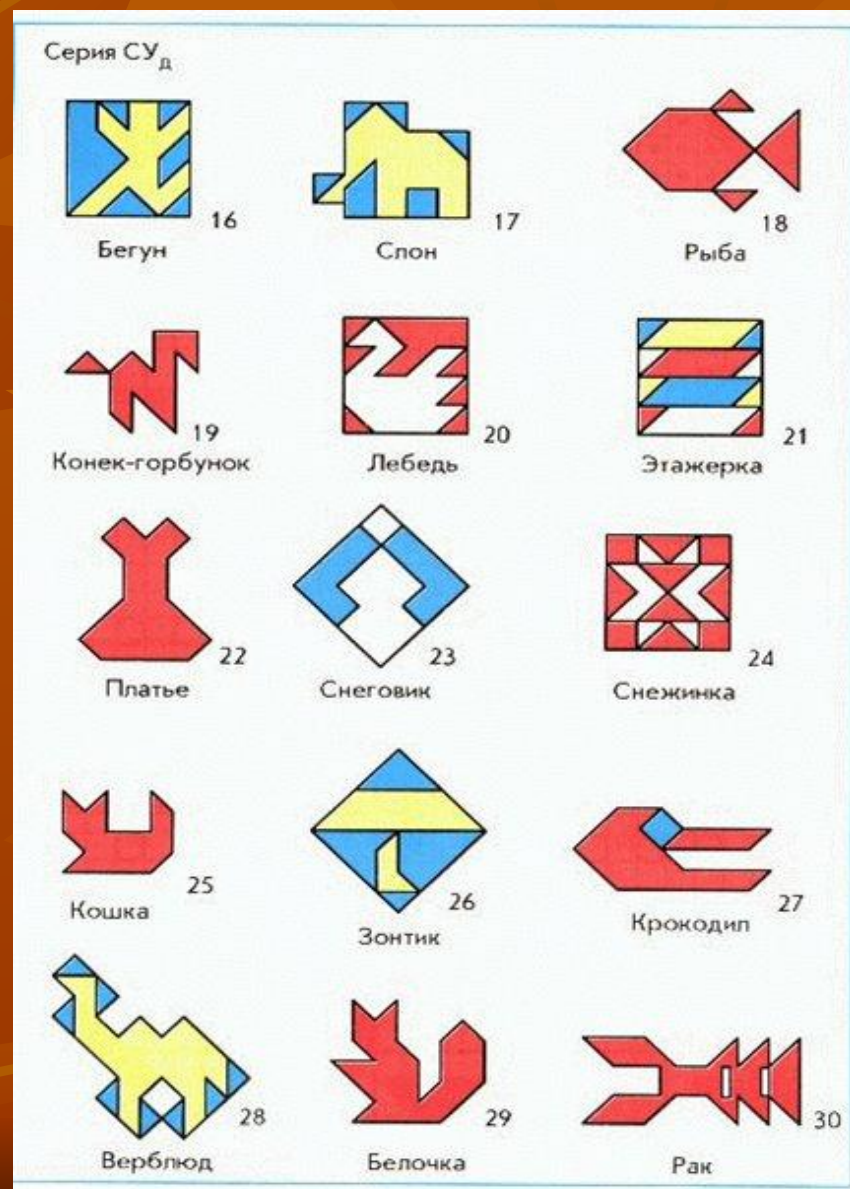 Серия СУд
16
Бегун
17
Слон
18
Рыба
19
Конек-горбунок
20
Лебедь
21
Этажерка
22
Платье
23
Снеговик
24
Снежинка
25
Кошка
26
Зонтик
27
Крокодил
28
Верблюд
29
Белочка
30
Рак